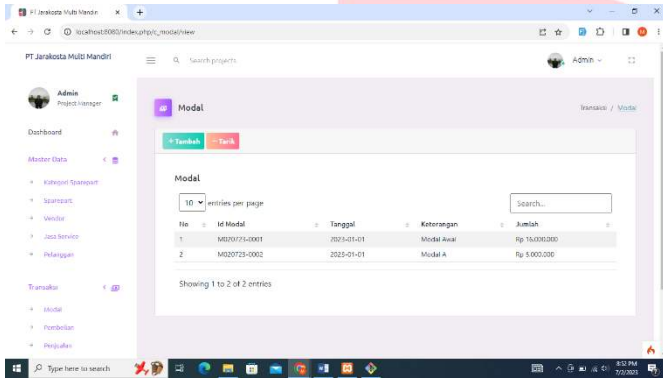 PT Jarakosta Multi Mandiri
localhost:8080/index.php/c_modal/view
PT Jarakosta Multi Mandiri
Search projects
Admin
Admin
Project Manager
Dashboard
Master Data
Kategori Sparepart
Sparepart
Vendor
Jasa Service
Pelanggan
Transaksi
Modal
Pembelian
Penjualan
Modal
Transaksi / Modal
+ Tambah
- Tarik
Modal
10 entries per page
Search...
No Id Modal Tanggal Keterangan Jumlah
1 M020723-0001 2023-01-01 Modal Awal Rp 16.000.000
2 M020723-0002 2023-01-01 Modal A Rp 5.000.000
Showing 1 to 2 of 2 entries
Type here to search
8:52 PM
7/2/2023